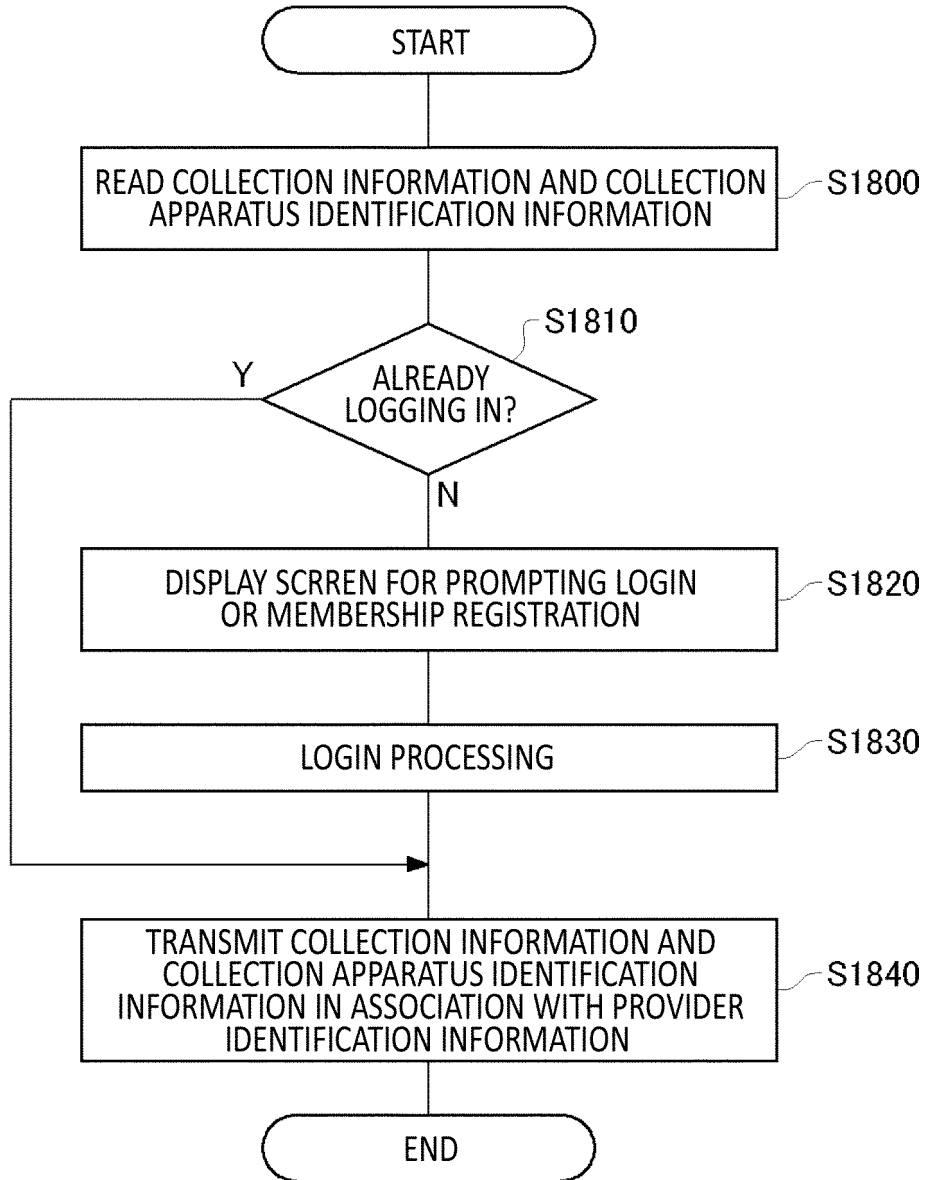 START
READ COLLECTION INFORMATION AND COLLECTION
APPARATUS IDENTIFICATION INFORMATION
S1800
S1810
Y
ALREADY
LOGGING IN?
N
DISPLAY SCRREN FOR PROMPTING LOGIN
OR MEMBERSHIP REGISTRATION
S1820
LOGIN PROCESSING
S1830
TRANSMIT COLLECTION INFORMATION AND
COLLECTION APPARATUS IDENTIFICATION
INFORMATION IN ASSOCIATION WITH PROVIDER
IDENTIFICATION INFORMATION
S1840
END